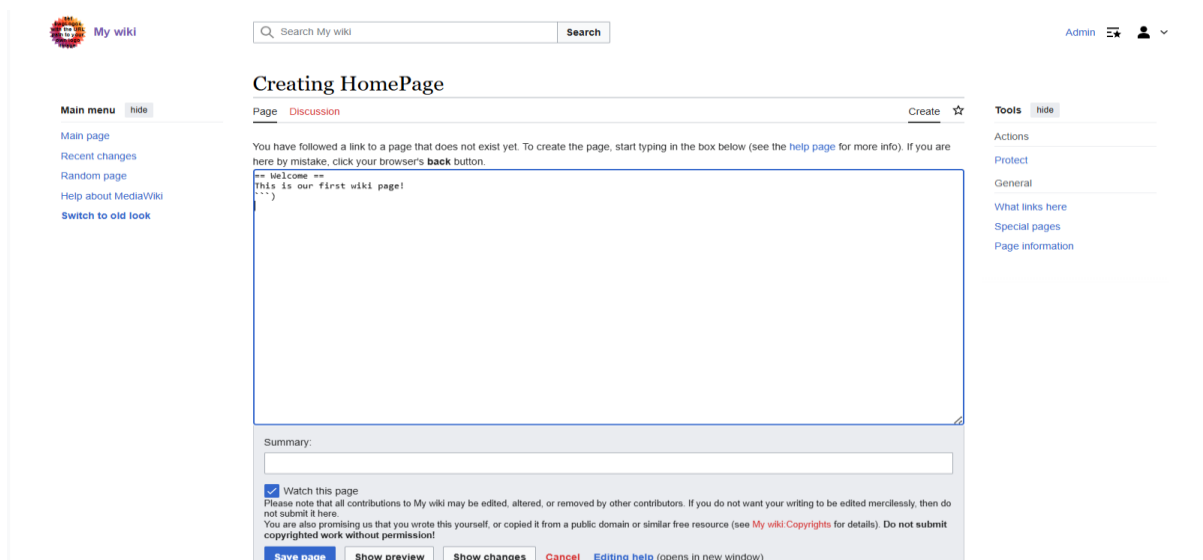 My wiki
Search My wiki
Search
Admin
Creating HomePage
Main menu hide
Page Discussion
Create
Tools hide
Main page
Recent changes
Random page
Help about MediaWiki
Switch to old look
Actions
Protect
General
What links here
Special pages
Page information
You have followed a link to a page that does not exist yet. To create the page, start typing in the box below (see the help page for more info). If you are
here by mistake, click your browser's back button.
== Welcome ==
This is our first wiki page!
```)
Summary:
Watch this page
Please note that all contributions to My wiki may be edited, altered, or removed by other contributors. If you do not want your writing to be edited mercilessly, then do
not submit it here.
You are also promising us that you wrote this yourself, or copied it from a public domain or similar free resource (see My wiki:Copyrights for details). Do not submit
copyrighted work without permission!
Save page Show preview Show changes Cancel Editing help (opens in new window)